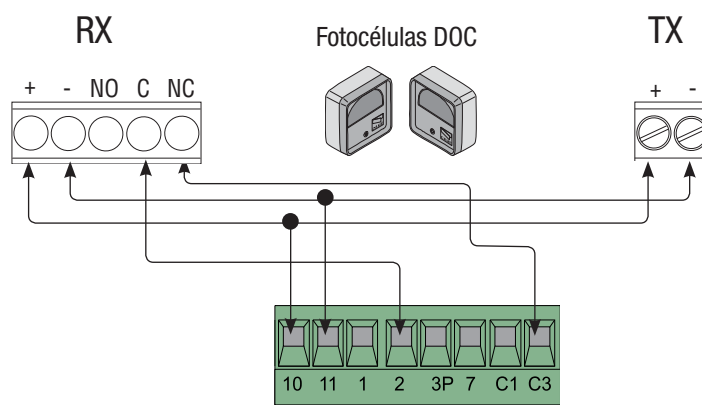 RX
Fotocélulas DOC
TX
+ - NO C NC
+ -
10 11 1 2 3P 7 C1 C3